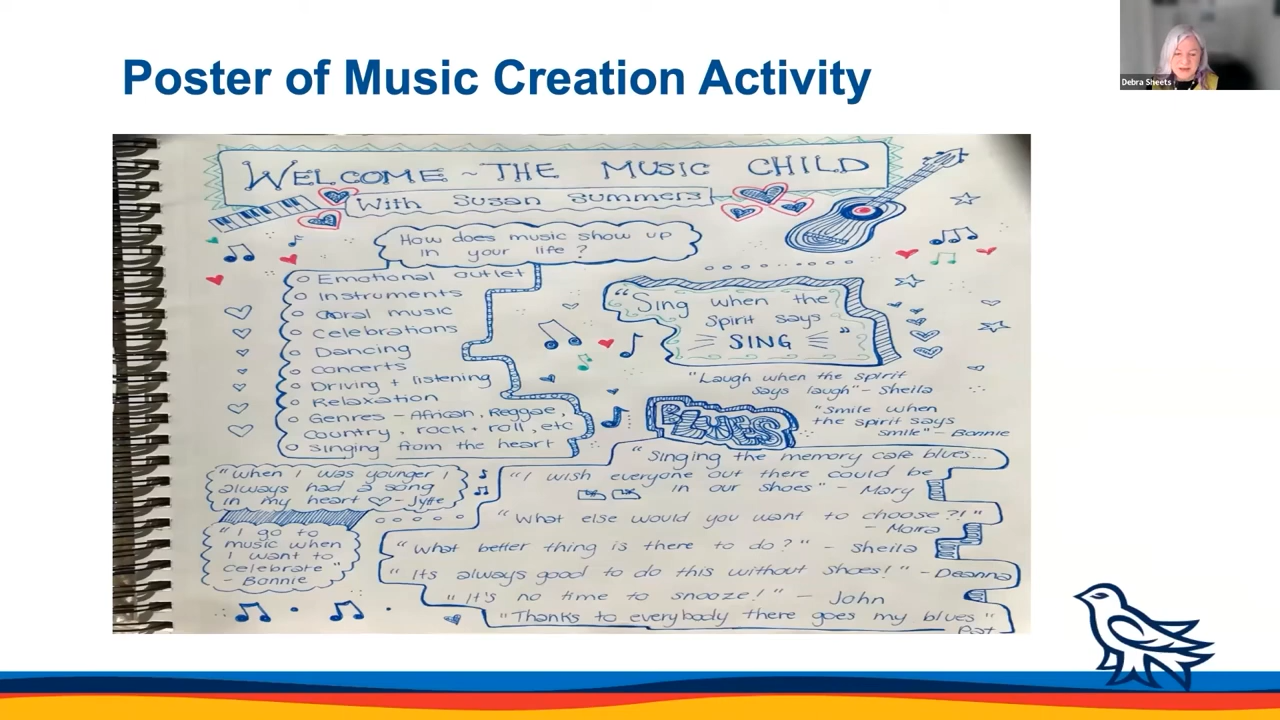 Poster of Music Creation Activity
Debra Sheets
WELCOME ~ THE MUSIC CHILD
With Susan Summers
How does music show up
in your life?
Emotional outlet
Instruments
Choral music
Celebrations
Dancing
concerts
Driving + listening
Relaxation
Genres - African, Reggae,
country, rock + roll, etc
singing from the heart
"Sing when the
Spirit says
SING"
"Laugh when the spirit
says laugh" - Sheila
"Smile when
the spirit says
smile" - Bonnie
BLUES
"Singing the memory cafe blues...
"I wish everyone out there could be
in our shoes" - Mary
"What else would you want to choose?!"
- Moira
"What better thing is there to do?" - Sheila
"Its always good to do this without shoes!" - Deanna
"It's no time to snooze!" - John
"Thanks to everybody there goes my blues"
Pat
"When I was younger I
always had a song
in my heart - Jytte
"I go to
music when
I want to
celebrate"
- Bonnie